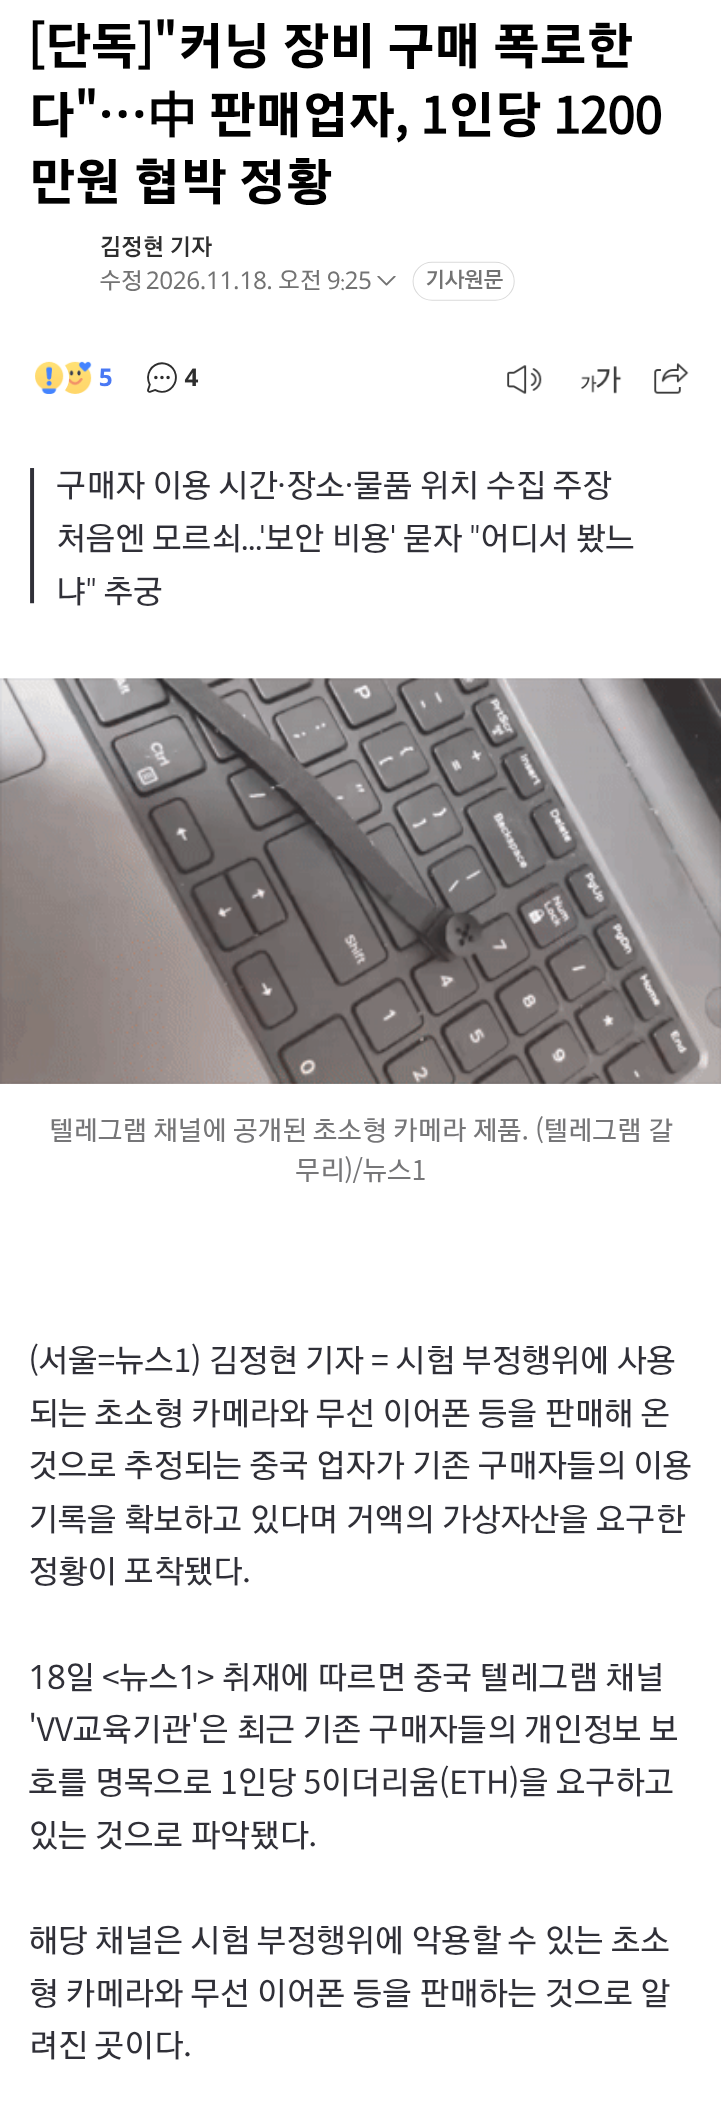 [단독]"커닝 장비 구매 폭로한
다"…中 판매업자, 1인당 1200
만원 협박 정황
김정현 기자
수정 2026.11.18. 오전 9:25
기사원문
5
4
가가
구매자 이용 시간·장소·물품 위치 수집 주장
처음엔 모르쇠…'보안 비용' 묻자 "어디서 봤느
냐" 추궁
Alt
P
PrtScr
Ctrl
Insert
Delete
Backspace
PgUp
Num Lock
PgDn
Shift
Home
End
7
4
8
1
5
9
0
2
텔레그램 채널에 공개된 초소형 카메라 제품. (텔레그램 갈
무리)/뉴스1
(서울=뉴스1) 김정현 기자 = 시험 부정행위에 사용
되는 초소형 카메라와 무선 이어폰 등을 판매해 온
것으로 추정되는 중국 업자가 기존 구매자들의 이용
기록을 확보하고 있다며 거액의 가상자산을 요구한
정황이 포착됐다.
18일 <뉴스1> 취재에 따르면 중국 텔레그램 채널
'VV교육기관'은 최근 기존 구매자들의 개인정보 보
호를 명목으로 1인당 5이더리움(ETH)을 요구하고
있는 것으로 파악됐다.
해당 채널은 시험 부정행위에 악용할 수 있는 초소
형 카메라와 무선 이어폰 등을 판매하는 것으로 알
려진 곳이다.